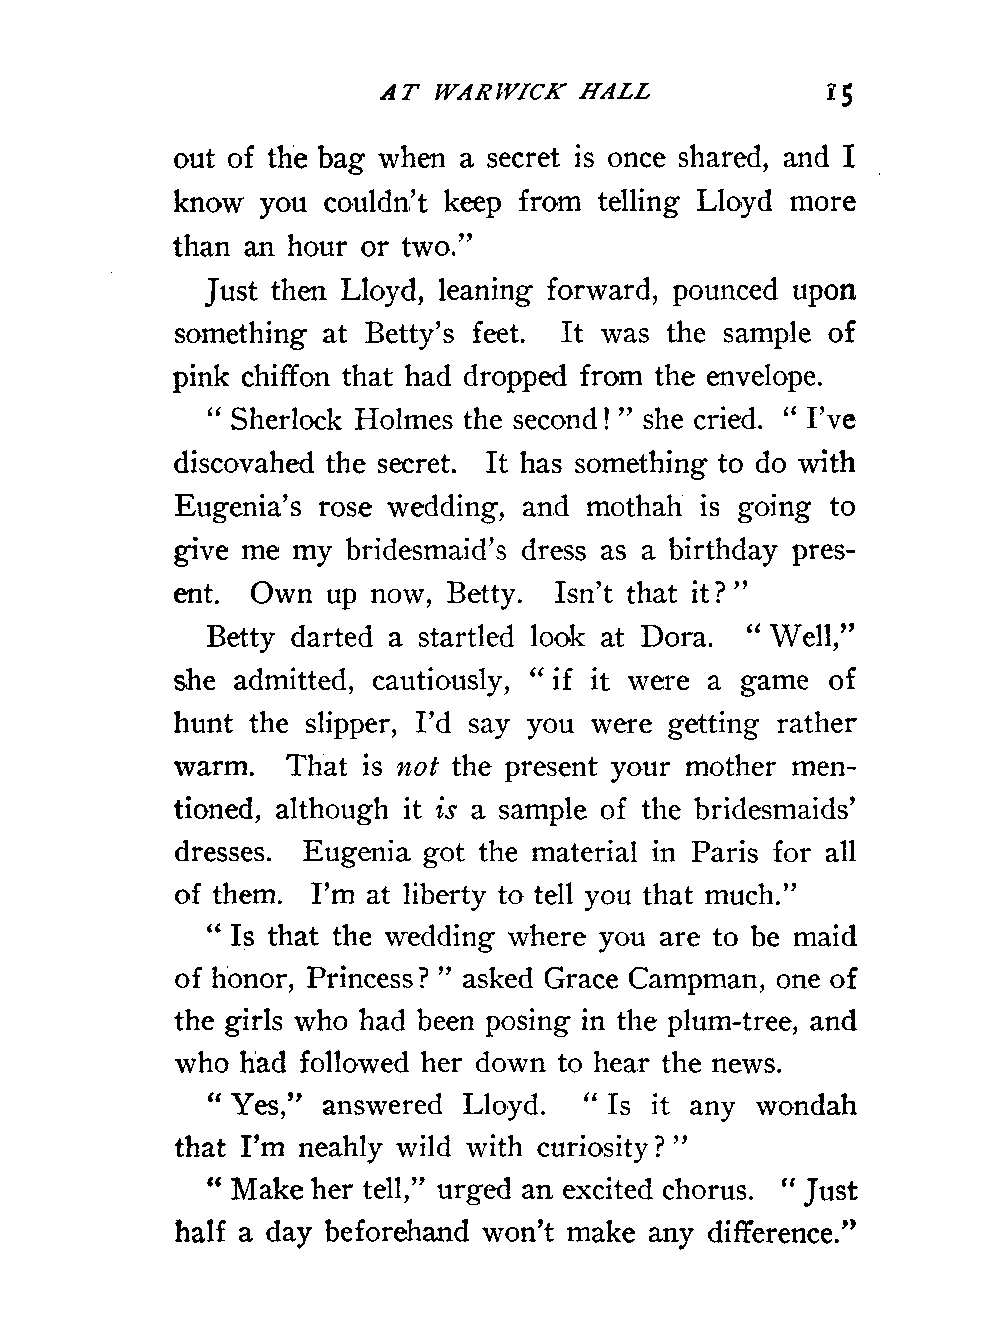 AT WARWICK HALL 15
out of the bag when a secret is once shared, and I
know you couldn't keep from telling Lloyd more
than an hour or two."
Just then Lloyd, leaning forward, pounced upon
something at Betty's feet. It was the sample of
pink chiffon that had dropped from the envelope.
" Sherlock Holmes the second! " she cried. " I've
discovahed the secret. It has something to do with
Eugenia's rose wedding, and mothah is going to
give me my bridesmaid's dress as a birthday pres-
ent. Own up now, Betty. Isn't that it? "
Betty darted a startled look at Dora. " Well,"
she admitted, cautiously, " if it were a game of
hunt the slipper, I'd say you were getting rather
warm. That is not the present your mother men-
tioned, although it is a sample of the bridesmaids'
dresses. Eugenia got the material in Paris for all
of them. I'm at liberty to tell you that much."
" Is that the wedding where you are to be maid
of honor, Princess? " asked Grace Campman, one of
the girls who had been posing in the plum-tree, and
who had followed her down to hear the news.
" Yes," answered Lloyd. " Is it any wondah
that I'm neahly wild with curiosity? "
" Make her tell," urged an excited chorus. " Just
half a day beforehand won't make any difference."